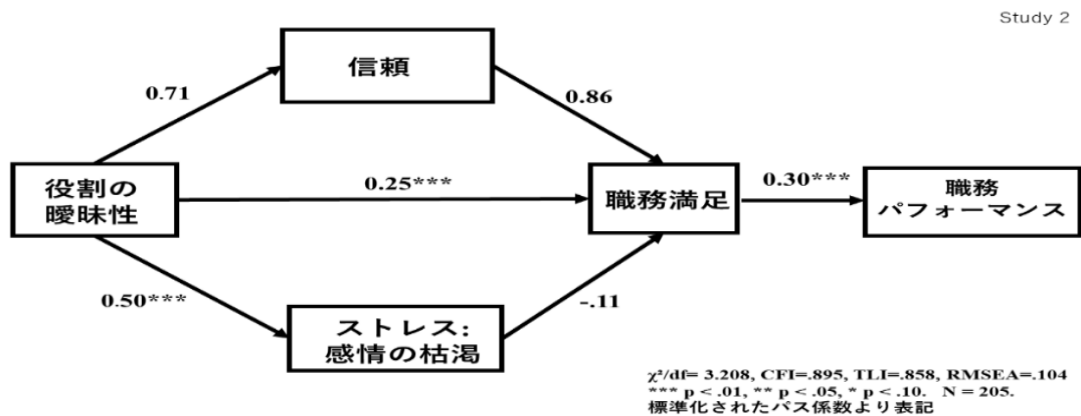 Study 2
信頼
0.71
0.86
役割の
曖昧性
0.25***
職務満足
0.30***
職務
パフォーマンス
0.50***
-.11
ストレス:
感情の枯渇
χ²/df= 3.208, CFI=.895, TLI=.858, RMSEA=.104
*** p < .01, ** p < .05, * p < .10. N = 205.
標準化されたパス係数より表記